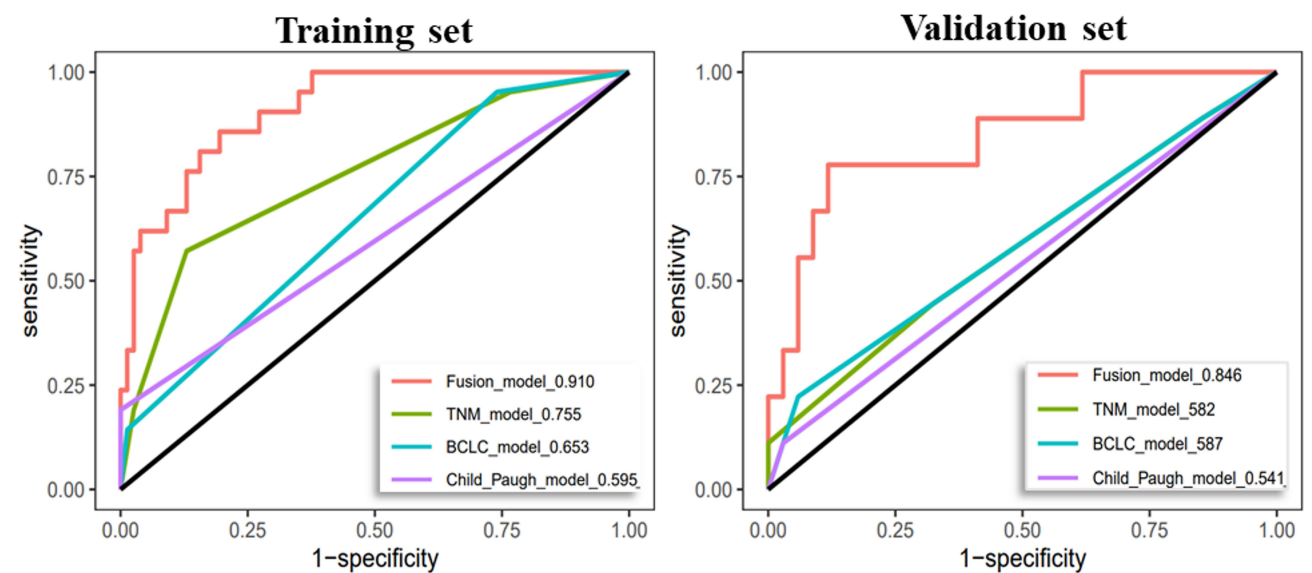 Training set
1.00
0.75
0.50
0.25
0.00
sensitivity
Fusion_model_0.910
TNM_model_0.755
BCLC_model_0.653
Child_Paugh_model_0.595_
0.00 0.25 0.50 0.75 1.00
1−specificity
Validation set
1.00
0.75
0.50
0.25
0.00
sensitivity
Fusion_model_0.846
TNM_model_582
BCLC_model_587
Child_Paugh_model_0.541_
0.00 0.25 0.50 0.75 1.00
1−specificity